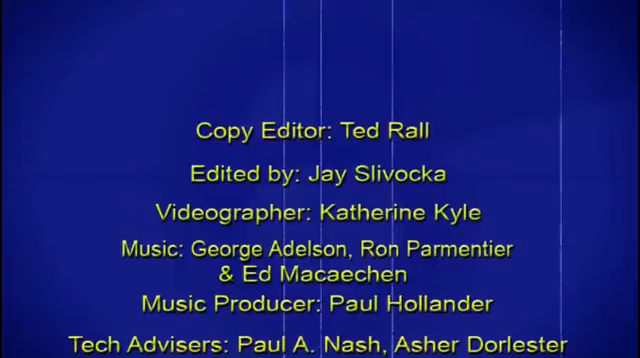 Copy Editor: Ted Rall
Edited by: Jay Slivocka
Videographer: Katherine Kyle
Music: George Adelson, Ron Parmentier
& Ed Macaechen
Music Producer: Paul Hollander
Tech Advisers: Paul A. Nash, Asher Dorlester